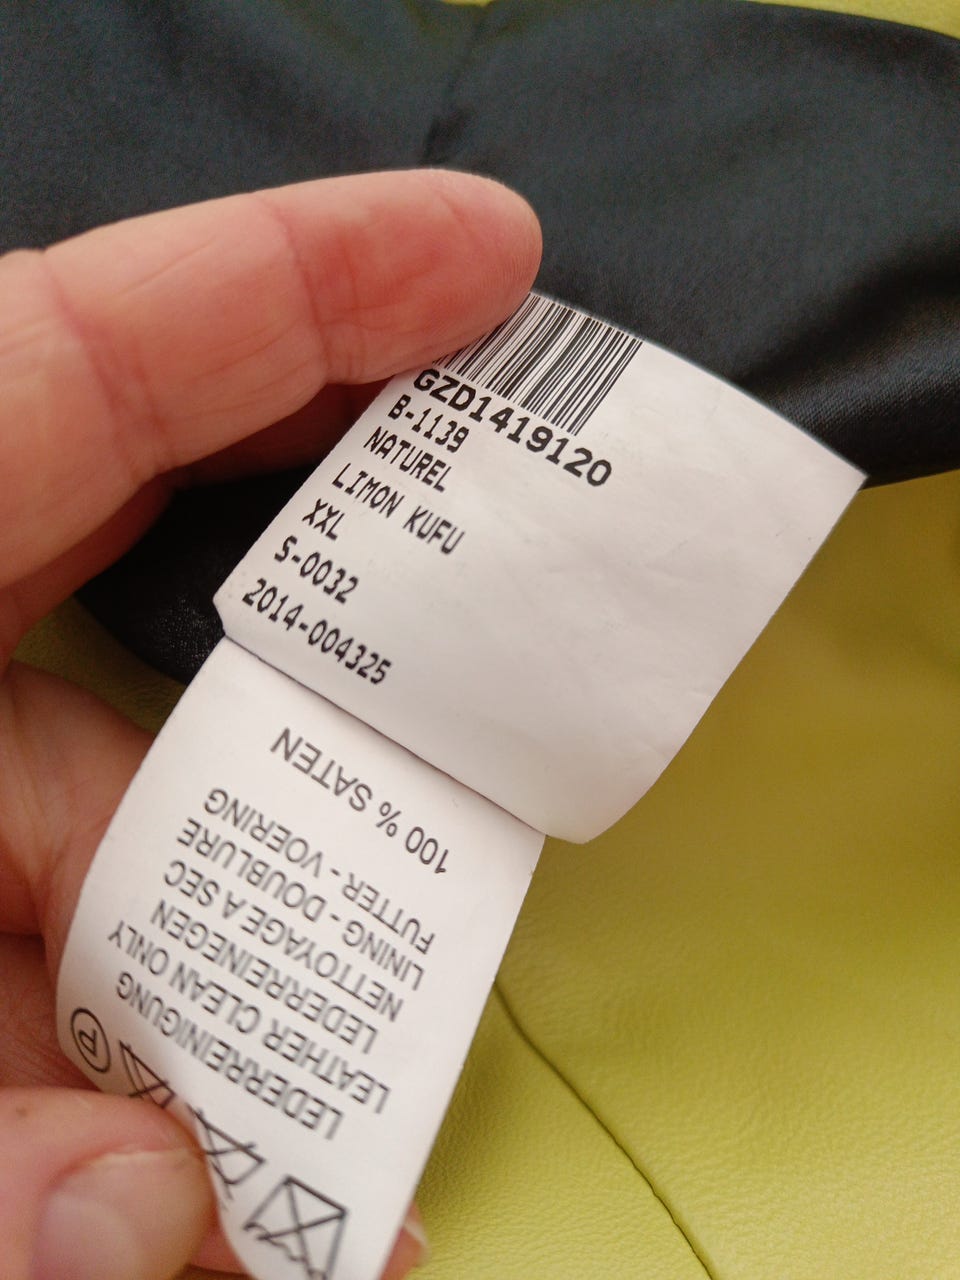 GZD1419120
B-1139
NATUREL
LIMON KUFU
XXL
S-0032
2014-004325
P
LEDERREINIGUNG
LEATHER CLEAN ONLY
LEDERREINEGEN
NETTOYAGE A SEC
LINING - DOUBLURE
FUTTER - VOERING
100 % SATEN